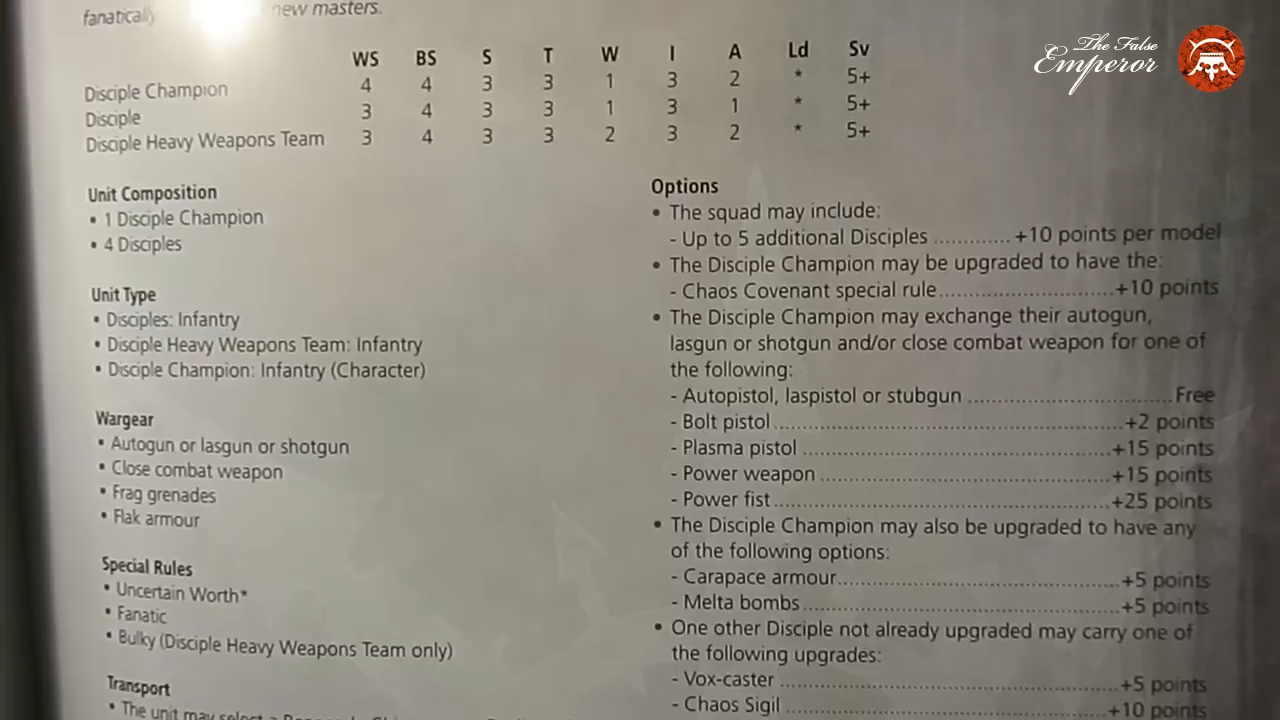 fanatically new masters.
The False
Emperor
WS BS S T W I A Ld Sv
Disciple Champion 4 4 3 3 1 3 2 * 5+
Disciple 3 4 3 3 1 3 1 * 5+
Disciple Heavy Weapons Team 3 4 3 3 2 3 2 * 5+
Unit Composition
• 1 Disciple Champion
• 4 Disciples
Unit Type
• Disciples: Infantry
• Disciple Heavy Weapons Team: Infantry
• Disciple Champion: Infantry (Character)
Wargear
• Autogun or lasgun or shotgun
• Close combat weapon
• Frag grenades
• Flak armour
Special Rules
• Uncertain Worth*
• Fanatic
• Bulky (Disciple Heavy Weapons Team only)
Transport
• The unit may select a
Options
• The squad may include:
- Up to 5 additional Disciples ............ +10 points per model
• The Disciple Champion may be upgraded to have the:
- Chaos Covenant special rule...........................+10 points
• The Disciple Champion may exchange their autogun,
lasgun or shotgun and/or close combat weapon for one of
the following:
- Autopistol, laspistol or stubgun ................................Free
- Bolt pistol.......................................................+2 points
- Plasma pistol ................................................+15 points
- Power weapon .............................................+15 points
- Power fist.....................................................+25 points
• The Disciple Champion may also be upgraded to have any
of the following options:
- Carapace armour............................................+5 points
- Melta bombs .................................................+5 points
• One other Disciple not already upgraded may carry one of
the following upgrades:
- Vox-caster .....................................................+5 points
- Chaos Sigil ...................................................+10 points